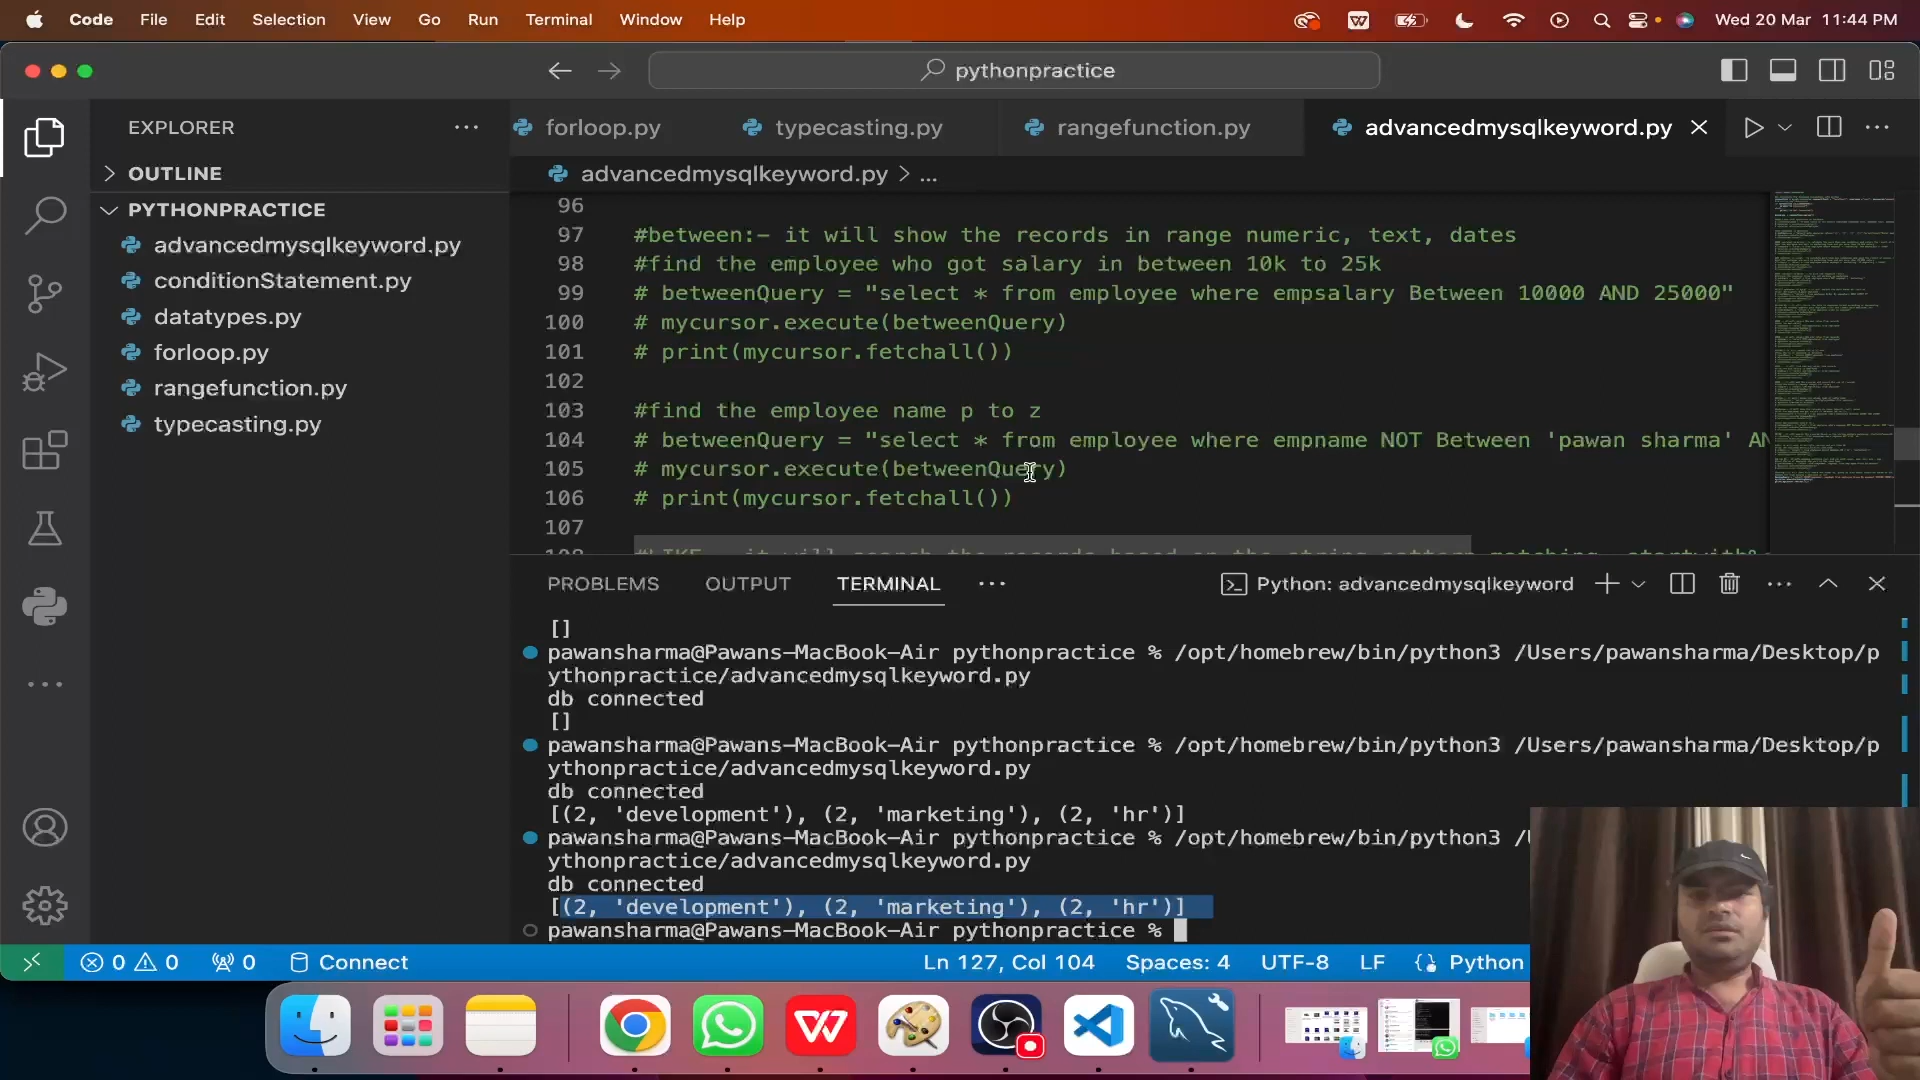 Code File Edit Selection View Go Run Terminal Window Help Wed 20 Mar 11:44 PM
pythonpractice
EXPLORER
forloop.py typecasting.py rangefunction.py advancedmysqlkeyword.py
OUTLINE
advancedmysqlkeyword.py > ...
PYTHONPRACTICE
advancedmysqlkeyword.py
conditionStatement.py
datatypes.py
forloop.py
rangefunction.py
typecasting.py
96
97 #between:- it will show the records in range numeric, text, dates
98 #find the employee who got salary in between 10k to 25k
99 # betweenQuery = "select * from employee where empsalary Between 10000 AND 25000"
100 # mycursor.execute(betweenQuery)
101 # print(mycursor.fetchall())
102
103 #find the employee name p to z
104 # betweenQuery = "select * from employee where empname NOT Between 'pawan sharma' AN
105 # mycursor.execute(betweenQuery)
106 # print(mycursor.fetchall())
107
PROBLEMS OUTPUT TERMINAL ... Python: advancedmysqlkeyword
[]
pawansharma@Pawans-MacBook-Air pythonpractice % /opt/homebrew/bin/python3 /Users/pawansharma/Desktop/p
ythonpractice/advancedmysqlkeyword.py
db connected
[]
pawansharma@Pawans-MacBook-Air pythonpractice % /opt/homebrew/bin/python3 /Users/pawansharma/Desktop/p
ythonpractice/advancedmysqlkeyword.py
db connected
[(2, 'development'), (2, 'marketing'), (2, 'hr')]
pawansharma@Pawans-MacBook-Air pythonpractice % /opt/homebrew/bin/python3 /
ythonpractice/advancedmysqlkeyword.py
db connected
[(2, 'development'), (2, 'marketing'), (2, 'hr')]
pawansharma@Pawans-MacBook-Air pythonpractice %
0 0 0 Connect Ln 127, Col 104 Spaces: 4 UTF-8 LF Python